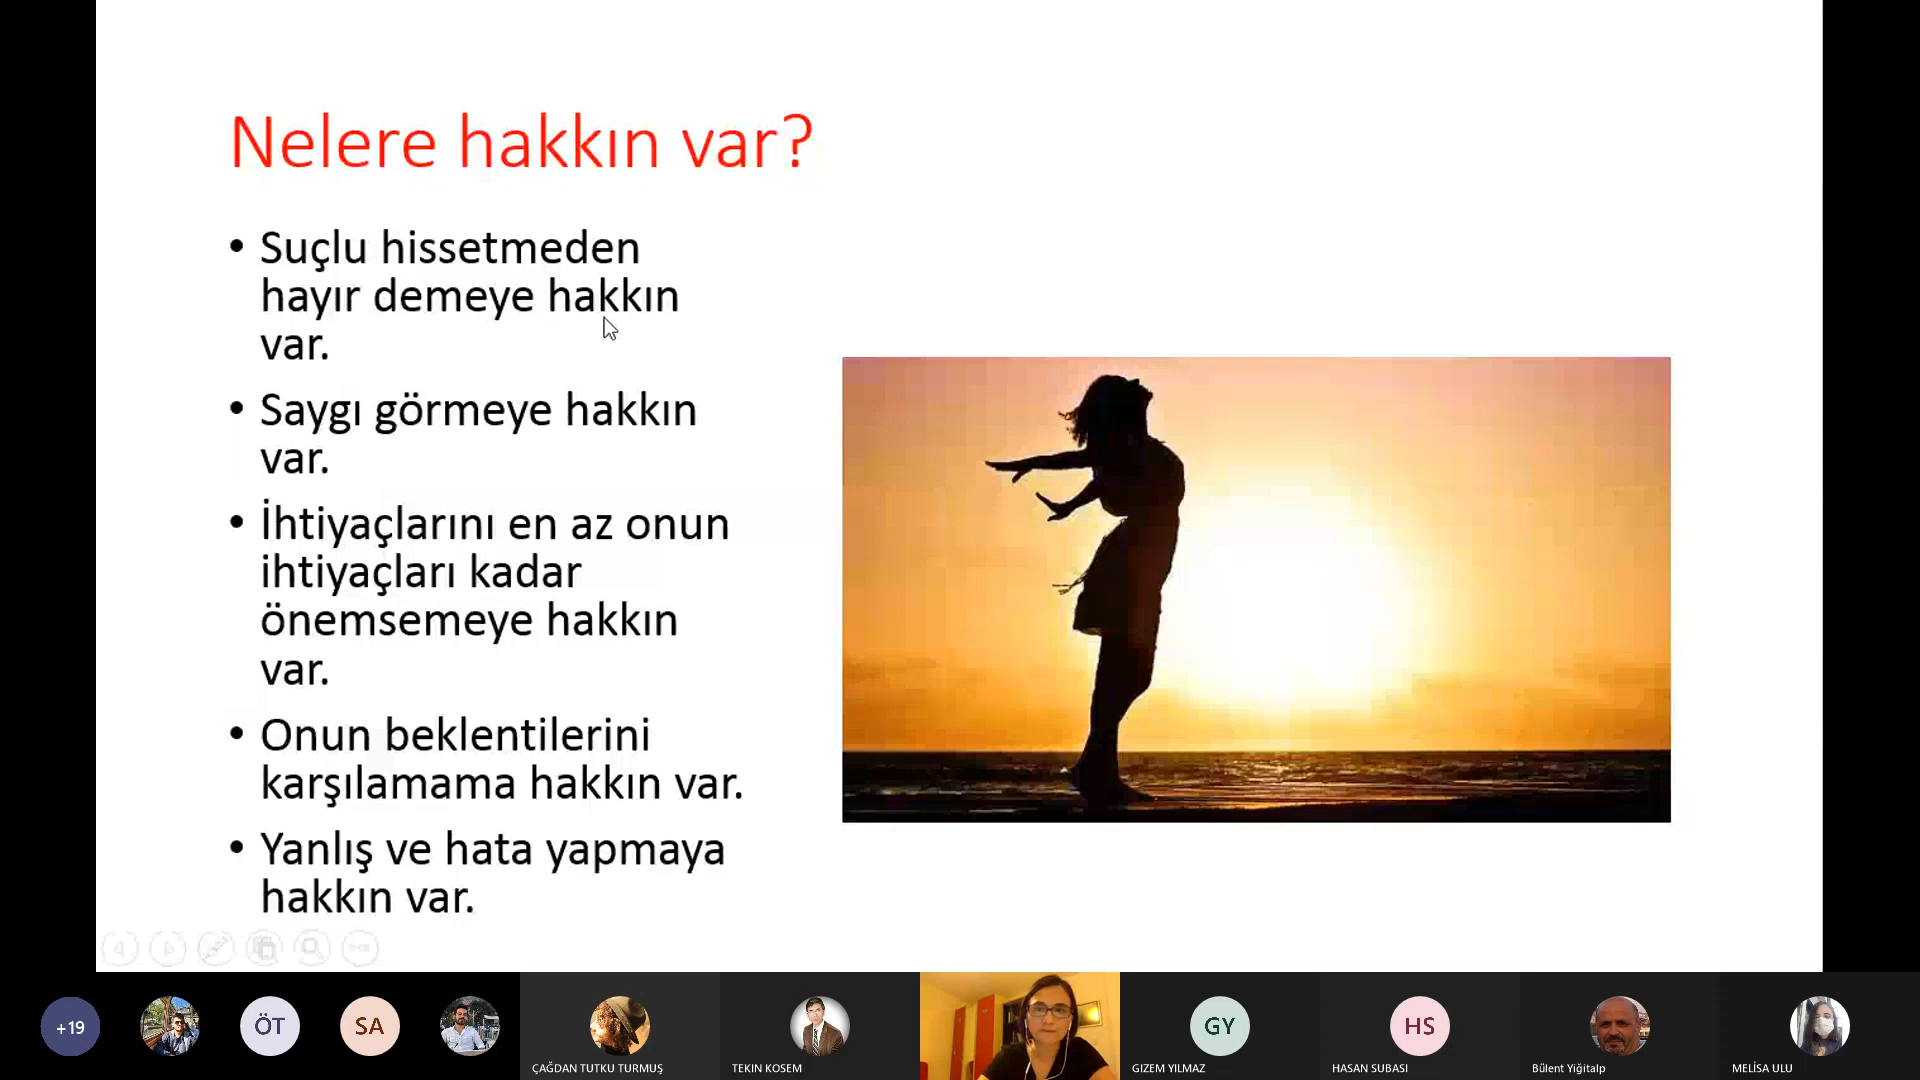 Nelere hakkın var?
• Suçlu hissetmeden
hayır demeye hakkın
var.
• Saygı görmeye hakkın
var.
• İhtiyaçlarını en az onun
ihtiyaçları kadar
önemsemeye hakkın
var.
• Onun beklentilerini
karşılamama hakkın var.
• Yanlış ve hata yapmaya
hakkın var.
+19
ÖT
SA
ÇAĞDAN TUTKU TURMUŞ
TEKIN KOSEM
GY
GIZEM YILMAZ
HS
HASAN SUBASI
Bülent Yiğitalp
MELİSA ULU